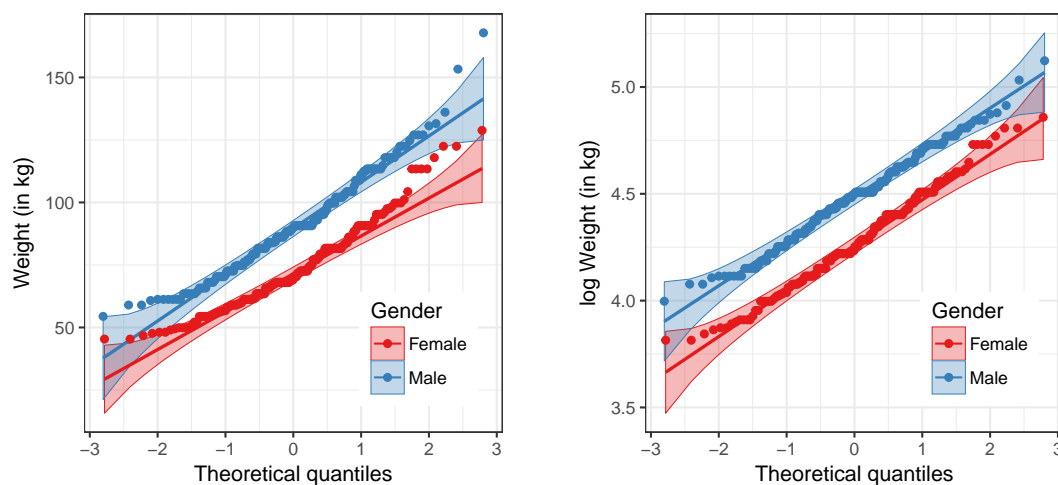 150
100
50
Weight (in kg)
−3 −2 −1 0 1 2 3
Theoretical quantiles
Gender
Female
Male
5.0
4.5
4.0
3.5
log Weight (in kg)
−3 −2 −1 0 1 2 3
Theoretical quantiles
Gender
Female
Male